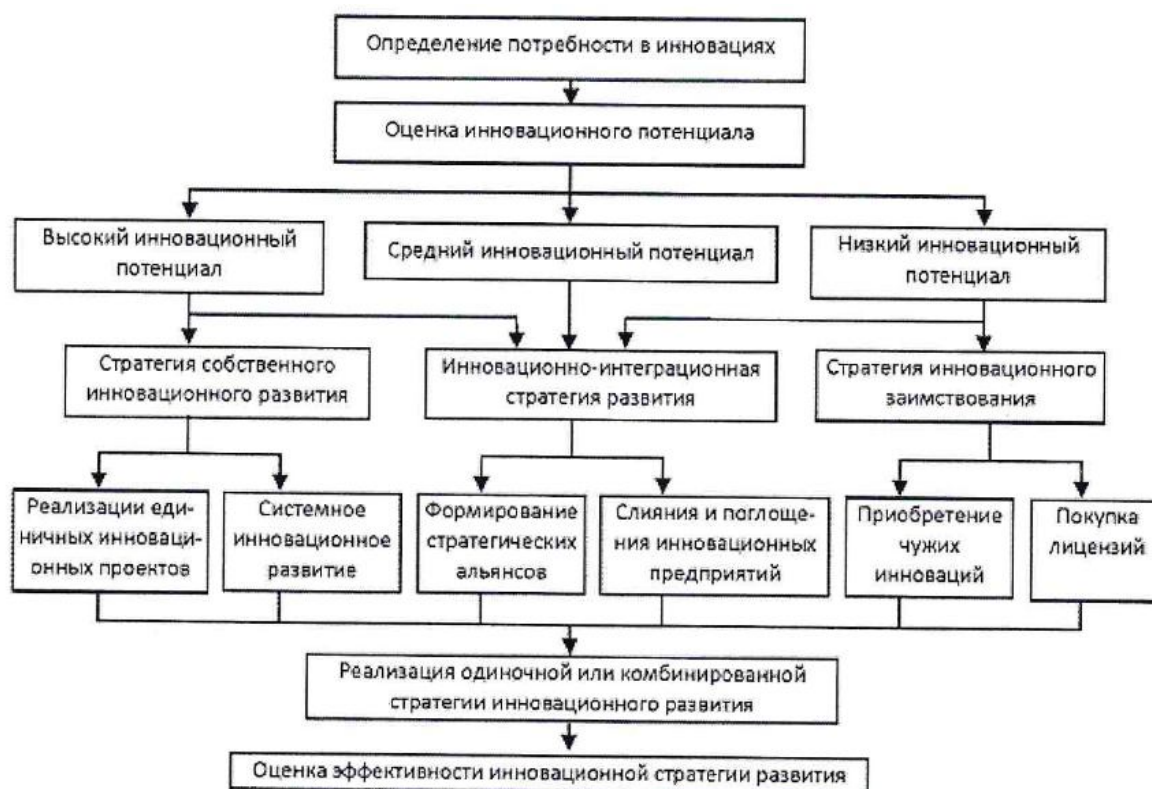 Определение потребности в инновациях
Оценка инновационного потенциала
Высокий инновационный
потенциал
Средний инновационный потенциал
Низкий инновационный
потенциал
Стратегия собственного
инновационного развития
Инновационно-интеграционная
стратегия развития
Стратегия инновационного
заимствования
Реализации еди-
ничных инноваци-
онных проектов
Системное
инновационное
развитие
Формирование
стратегических
альянсов
Слияния и поглоще-
ния инновационных
предприятий
Приобретение
чужих
инноваций
Покупка
лицензий
Реализация одиночной или комбинированной
стратегии инновационного развития
Оценка эффективности инновационной стратегии развития